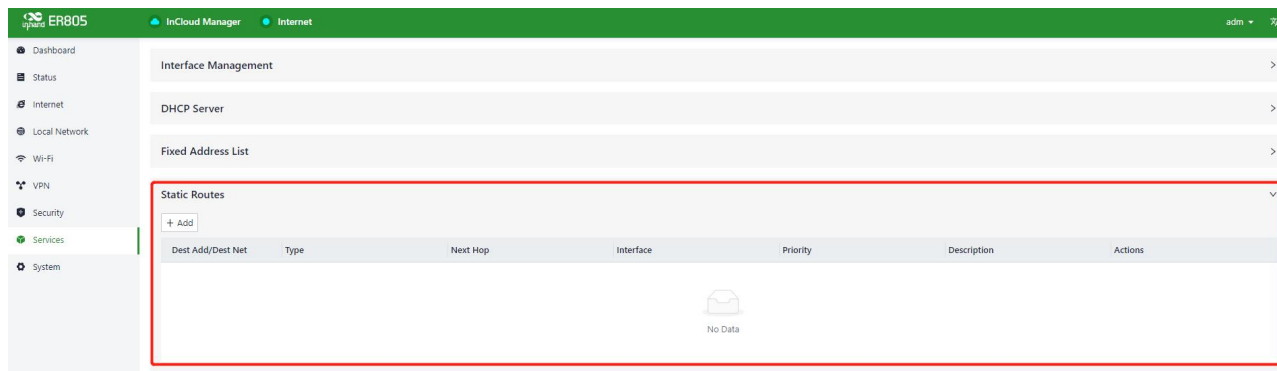 inhand ER805
InCloud Manager
Internet
adm
Dashboard
Status
Internet
Local Network
Wi-Fi
VPN
Security
Services
System
Interface Management
DHCP Server
Fixed Address List
Static Routes
+ Add
Dest Add/Dest Net Type Next Hop Interface Priority Description Actions
No Data